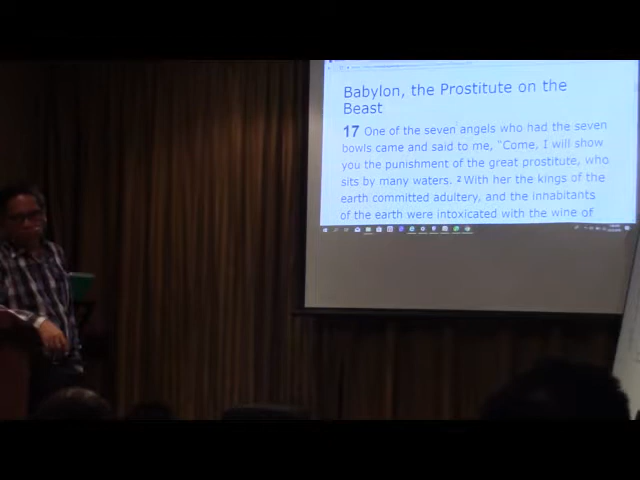 Babylon, the Prostitute on the
Beast
17 One of the seven angels who had the seven
bowls came and said to me, "Come, I will show
you the punishment of the great prostitute, who
sits by many waters. 2 With her the kings of the
earth committed adultery, and the inhabitants
of the earth were intoxicated with the wine of